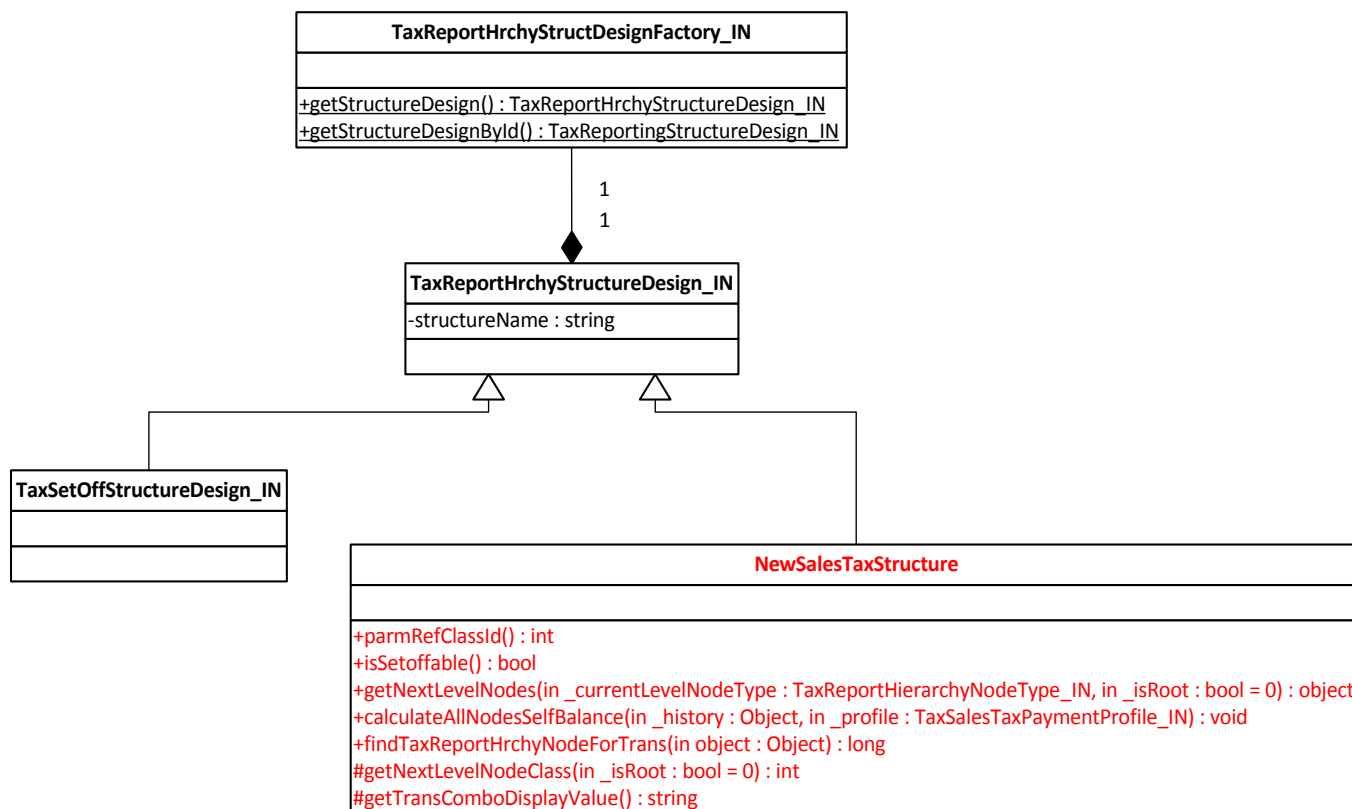 TaxReportHrchyStructDesignFactory_IN
+getStructureDesign() : TaxReportHrchyStructureDesign_IN
+getStructureDesignById() : TaxReportingStructureDesign_IN
1
1
TaxReportHrchyStructureDesign_IN
-structureName : string
TaxSetOffStructureDesign_IN
NewSalesTaxStructure
+parmRefClassId() : int
+isSetoffable() : bool
+getNextLevelNodes(in _currentLevelNodeType : TaxReportHierarchyNodeType_IN, in _isRoot : bool = 0) : object
+calculateAllNodesSelfBalance(in _history : Object, in _profile : TaxSalesTaxPaymentProfile_IN) : void
+findTaxReportHrchyNodeForTrans(in object : Object) : long
#getNextLevelNodeClass(in _isRoot : bool = 0) : int
#getTransComboDisplayValue() : string